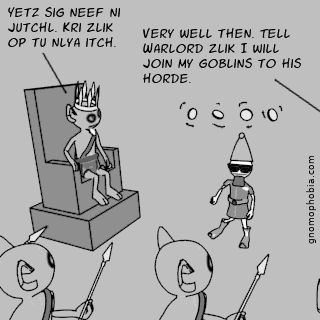 YETZ SIG NEEF NI
JUTCHL. KRI ZLIK
OP TU NLYA ITCH.
VERY WELL THEN. TELL
WARLORD ZLIK I WILL
JOIN MY GOBLINS TO HIS
HORDE.
gnomophobia.com